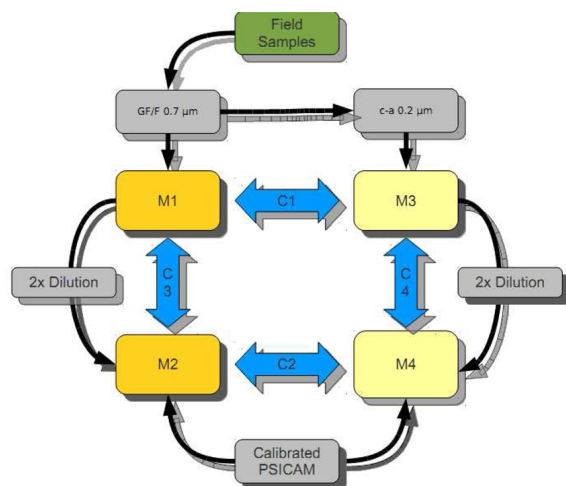 Field
Samples
GF/F 0.7 µm
c-a 0.2 µm
M1
C1
M3
2x Dilution
C
3
C
4
2x Dilution
M2
C2
M4
Calibrated
PSICAM